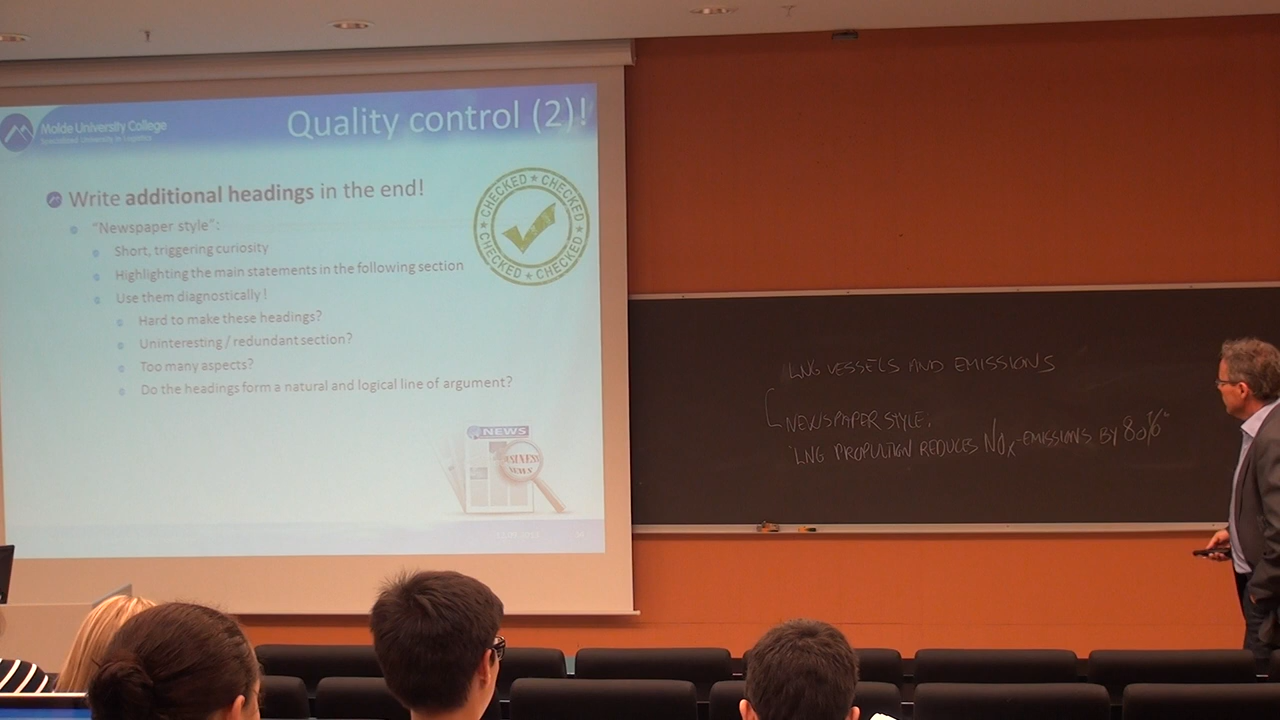 Molde University College
Specialized University in Logistics
Quality control (2)!
Write additional headings in the end!
"Newspaper style":
Short, triggering curiosity
Highlighting the main statements in the following section
Use them diagnostically!
Hard to make these headings?
Uninteresting / redundant section?
Too many aspects?
Do the headings form a natural and logical line of argument?
CHECKED ★ CHECKED ★ CHECKED ★ CHECKED ★
NEWS
BUSINESS
NEWS
LNG VESSELS AND EMISSIONS
NEWSPAPER STYLE.
"LNG PROPULTION REDUCES NOx-EMISSIONS BY 80%"